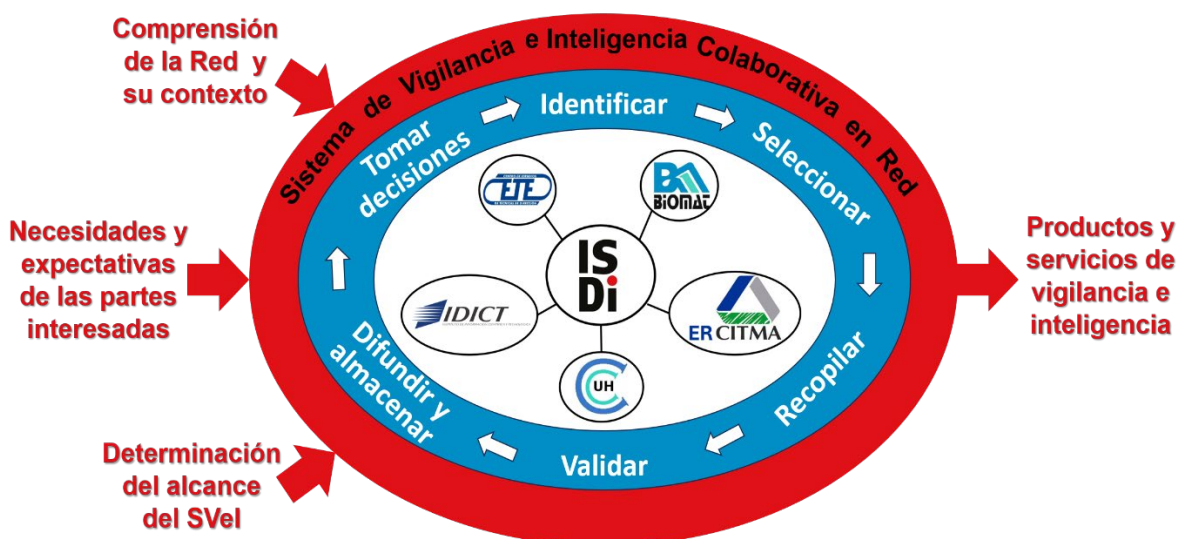 Comprensión
de la Red y
su contexto
Necesidades y
expectativas
de las partes
interesadas
Determinación
del alcance
del SVeI
Sistema de Vigilancia e Inteligencia Colaborativa en Red
Identificar
Seleccionar
Recopilar
Validar
Difundir y
almacenar
Tomar
decisiones
ETE
BIOMAT
IS
Di
IDICT
ER CITMA
UH
Productos y
servicios de
vigilancia e
inteligencia